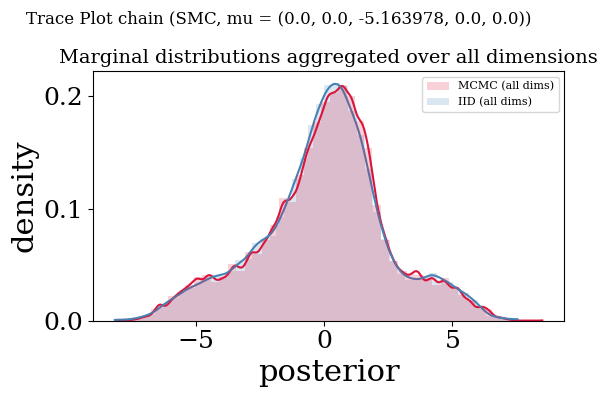 Trace Plot chain (SMC, mu = (0.0, 0.0, -5.163978, 0.0, 0.0))
Marginal distributions aggregated over all dimensions
MCMC (all dims)
IID (all dims)
density
0.2
0.1
0.0
−5
0
5
posterior